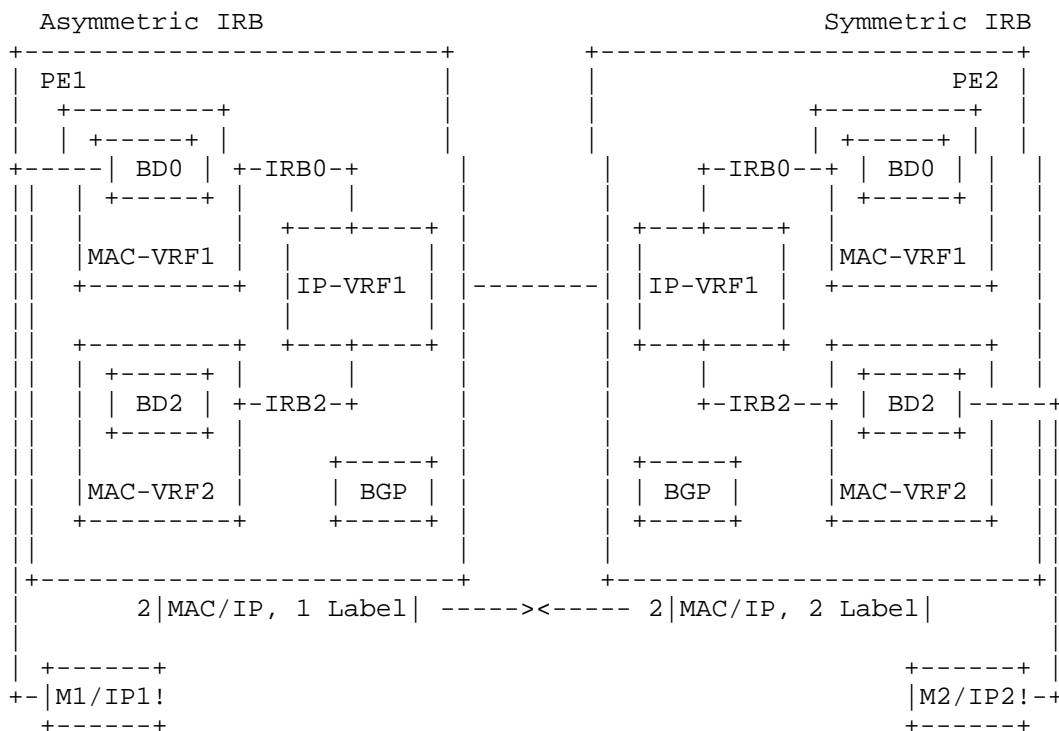 Asymmetric IRB Symmetric IRB
PE1 PE2
BD0 IRB0 IRB0 BD0
MAC-VRF1 MAC-VRF1
IP-VRF1 IP-VRF1
BD2 IRB2 IRB2 BD2
MAC-VRF2 BGP BGP MAC-VRF2
2|MAC/IP, 1 Label| -----><----- 2|MAC/IP, 2 Label|
M1/IP1! M2/IP2!